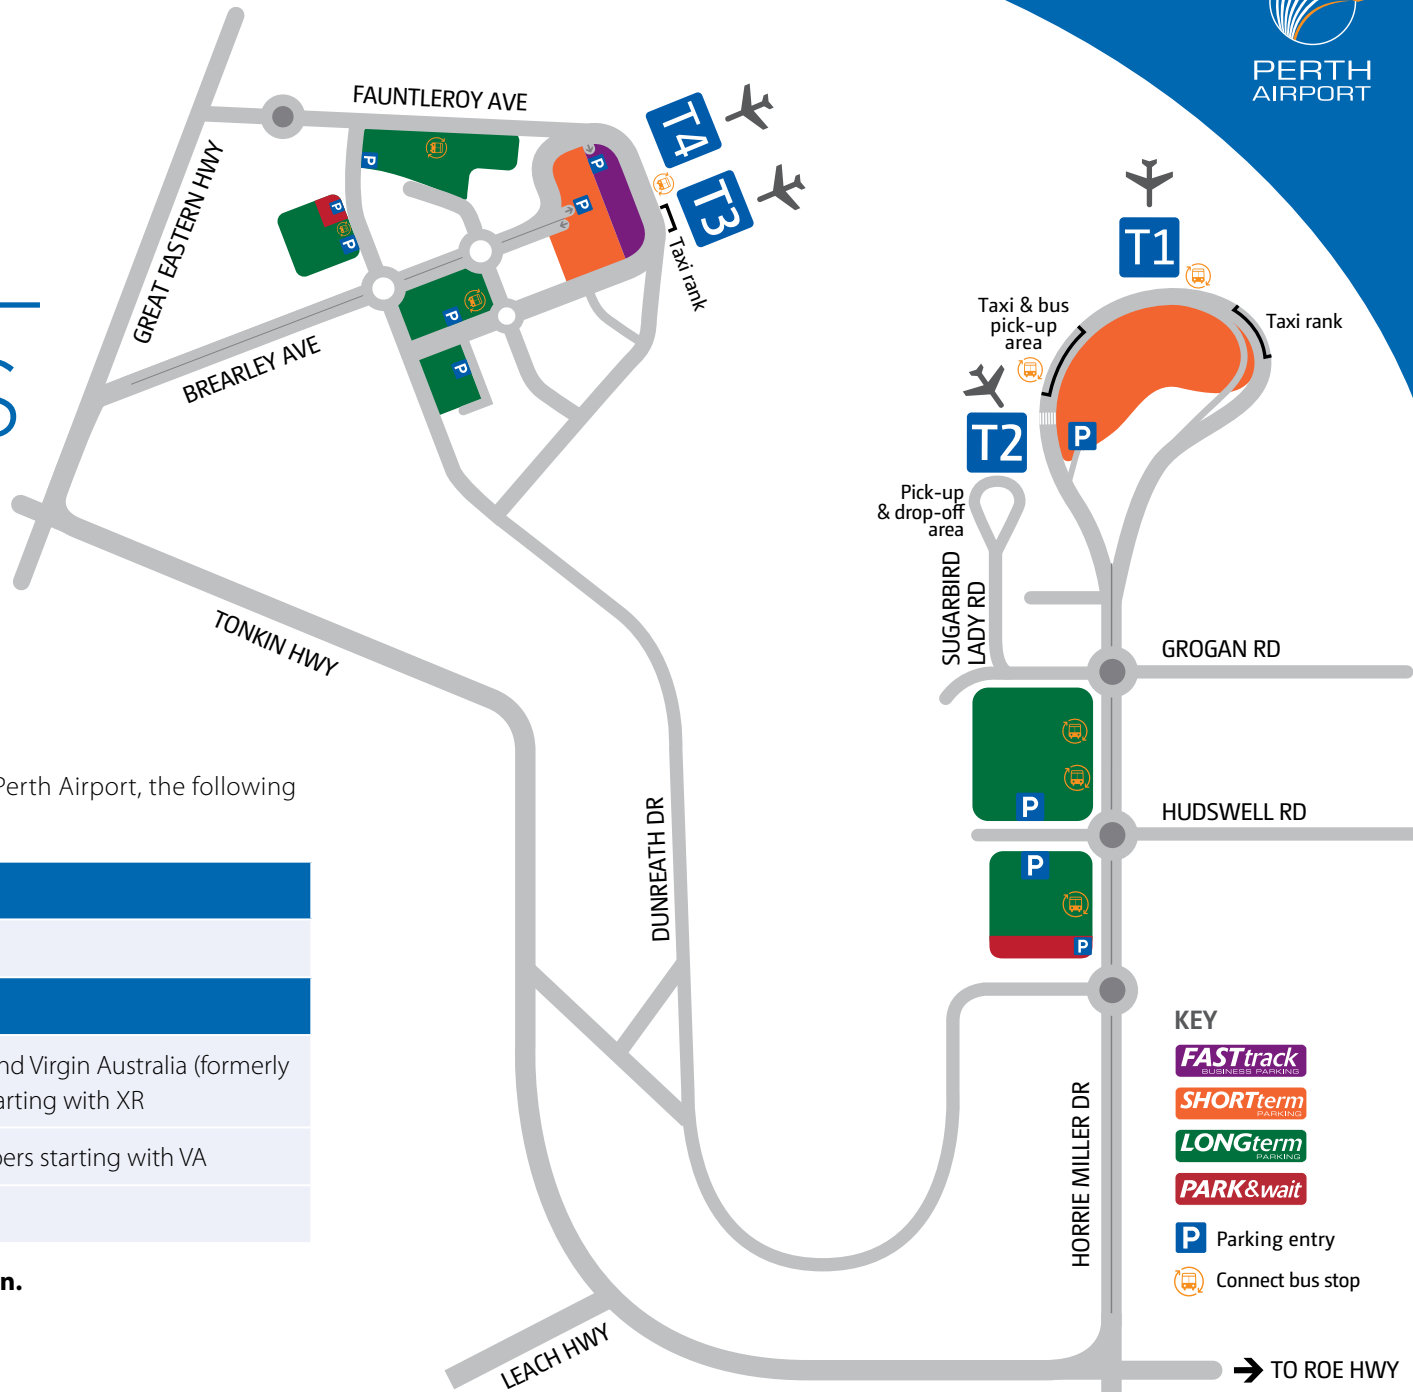 PERTH
AIRPORT
FAUNTLEROY AVE
T4
T3
Taxi rank
P
P
P
P
P
P
P
GREAT EASTERN HWY
BREARLEY AVE
S
T1
Taxi & bus
pick-up
area
Taxi rank
T2
P
Pick-up
& drop-off
area
SUGARBIRD
LADY RD
TONKIN HWY
GROGAN RD
P
HUDSWELL RD
P
P
DUNREATH DR
HORRIE MILLER DR
Perth Airport, the following
nd Virgin Australia (formerly
arting with XR
bers starting with VA
n.
KEY
FASTtrack
BUSINESS PARKING
SHORTterm
PARKING
LONGterm
PARKING
PARK&wait
P Parking entry
Connect bus stop
LEACH HWY
TO ROE HWY